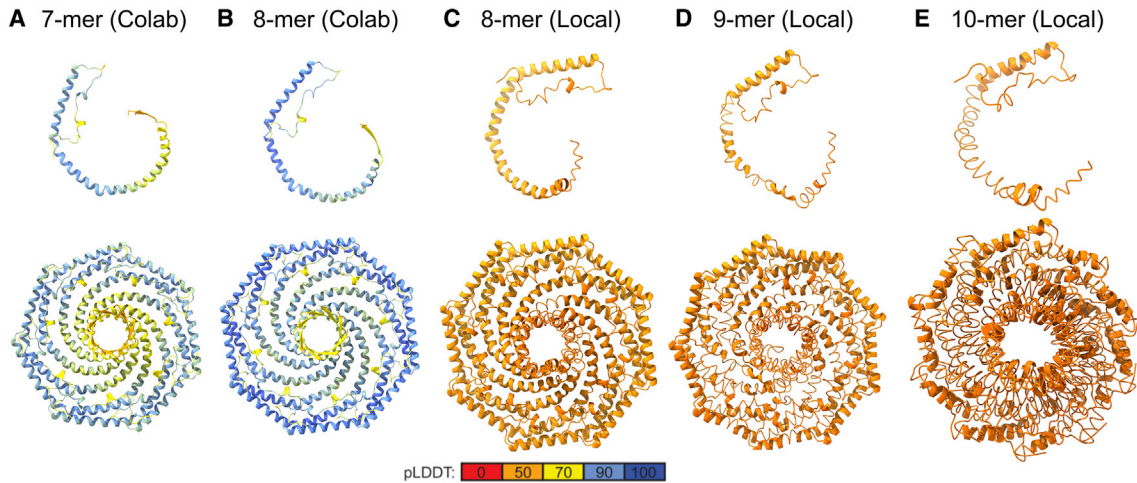 A 7-mer (Colab) B 8-mer (Colab) C 8-mer (Local) D 9-mer (Local) E 10-mer (Local)
pLDDT: 0 50 70 90 100